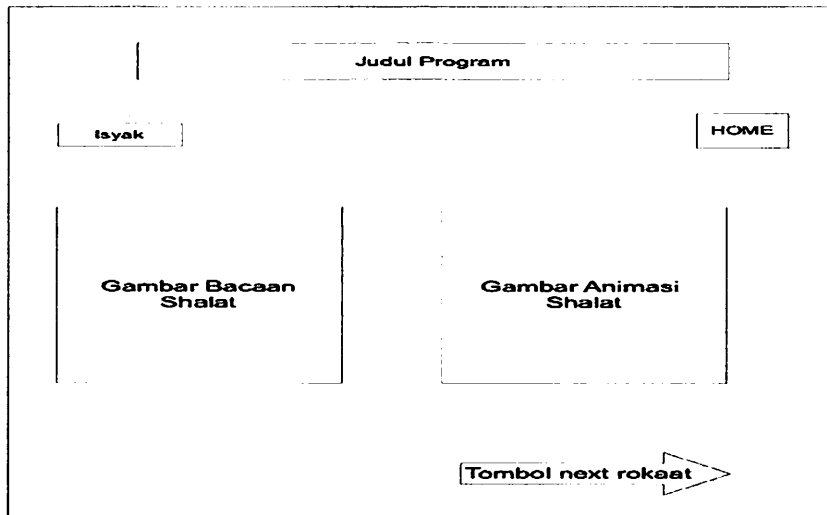 Judul Program
Isyak
HOME
Gambar Bacaan
Shalat
Gambar Animasi
Shalat
Tombol next rokaat